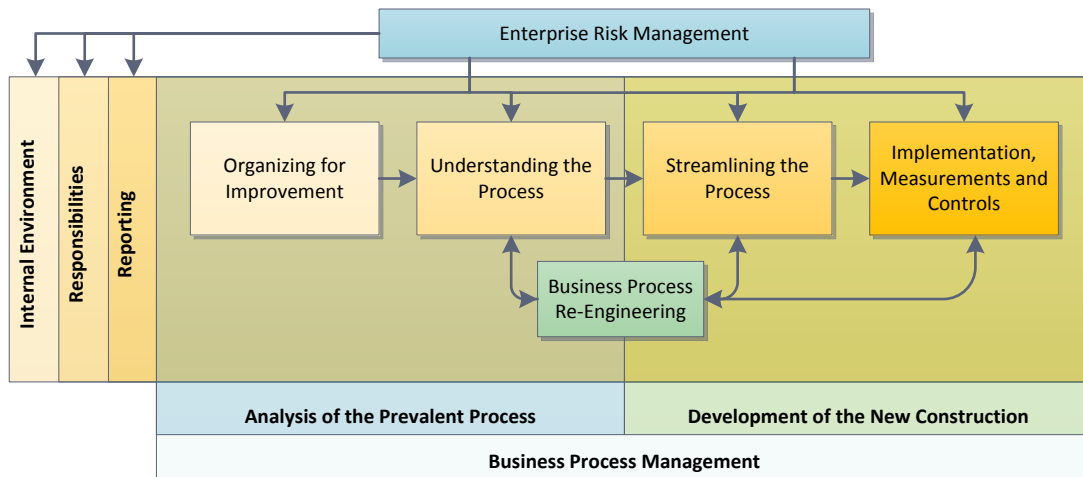 Enterprise Risk Management
Internal Environment
Responsibilities
Reporting
Organizing for
Improvement
Understanding the
Process
Streamlining the
Process
Implementation,
Measurements and
Controls
Business Process
Re-Engineering
Analysis of the Prevalent Process
Development of the New Construction
Business Process Management